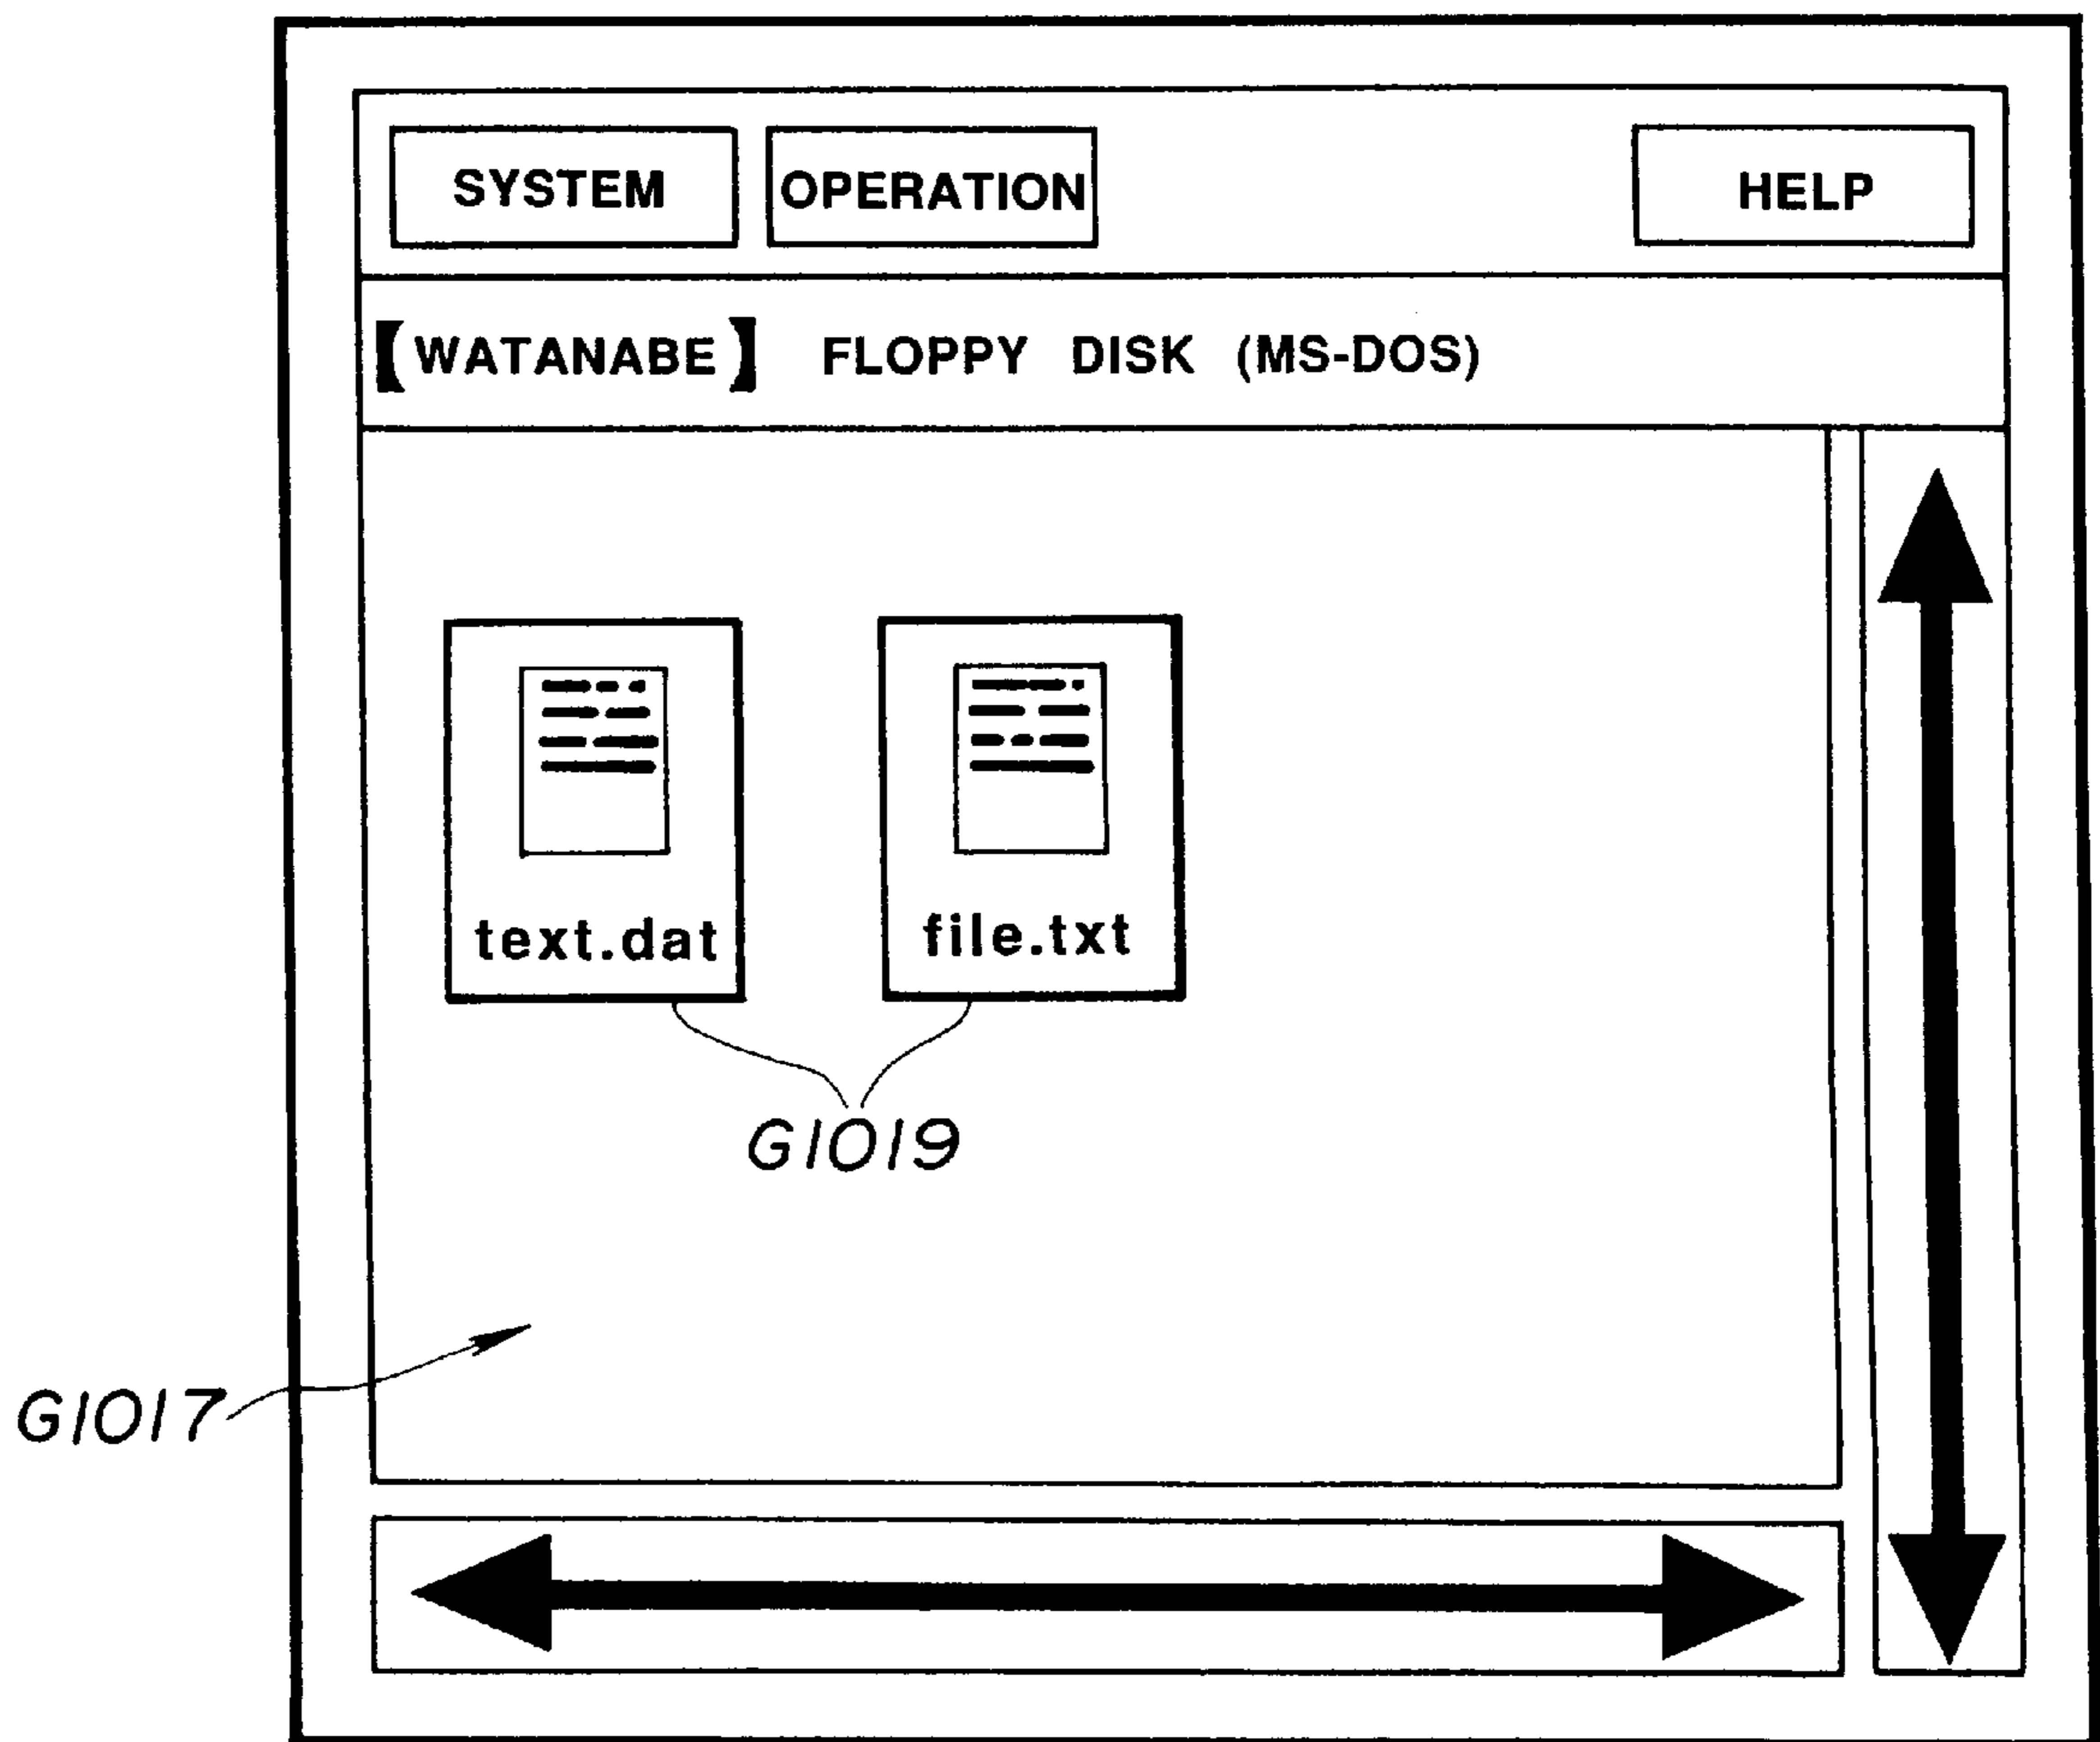 SYSTEM OPERATION HELP
【WATANABE】 FLOPPY DISK (MS-DOS)
text.dat file.txt
G1019
G1017